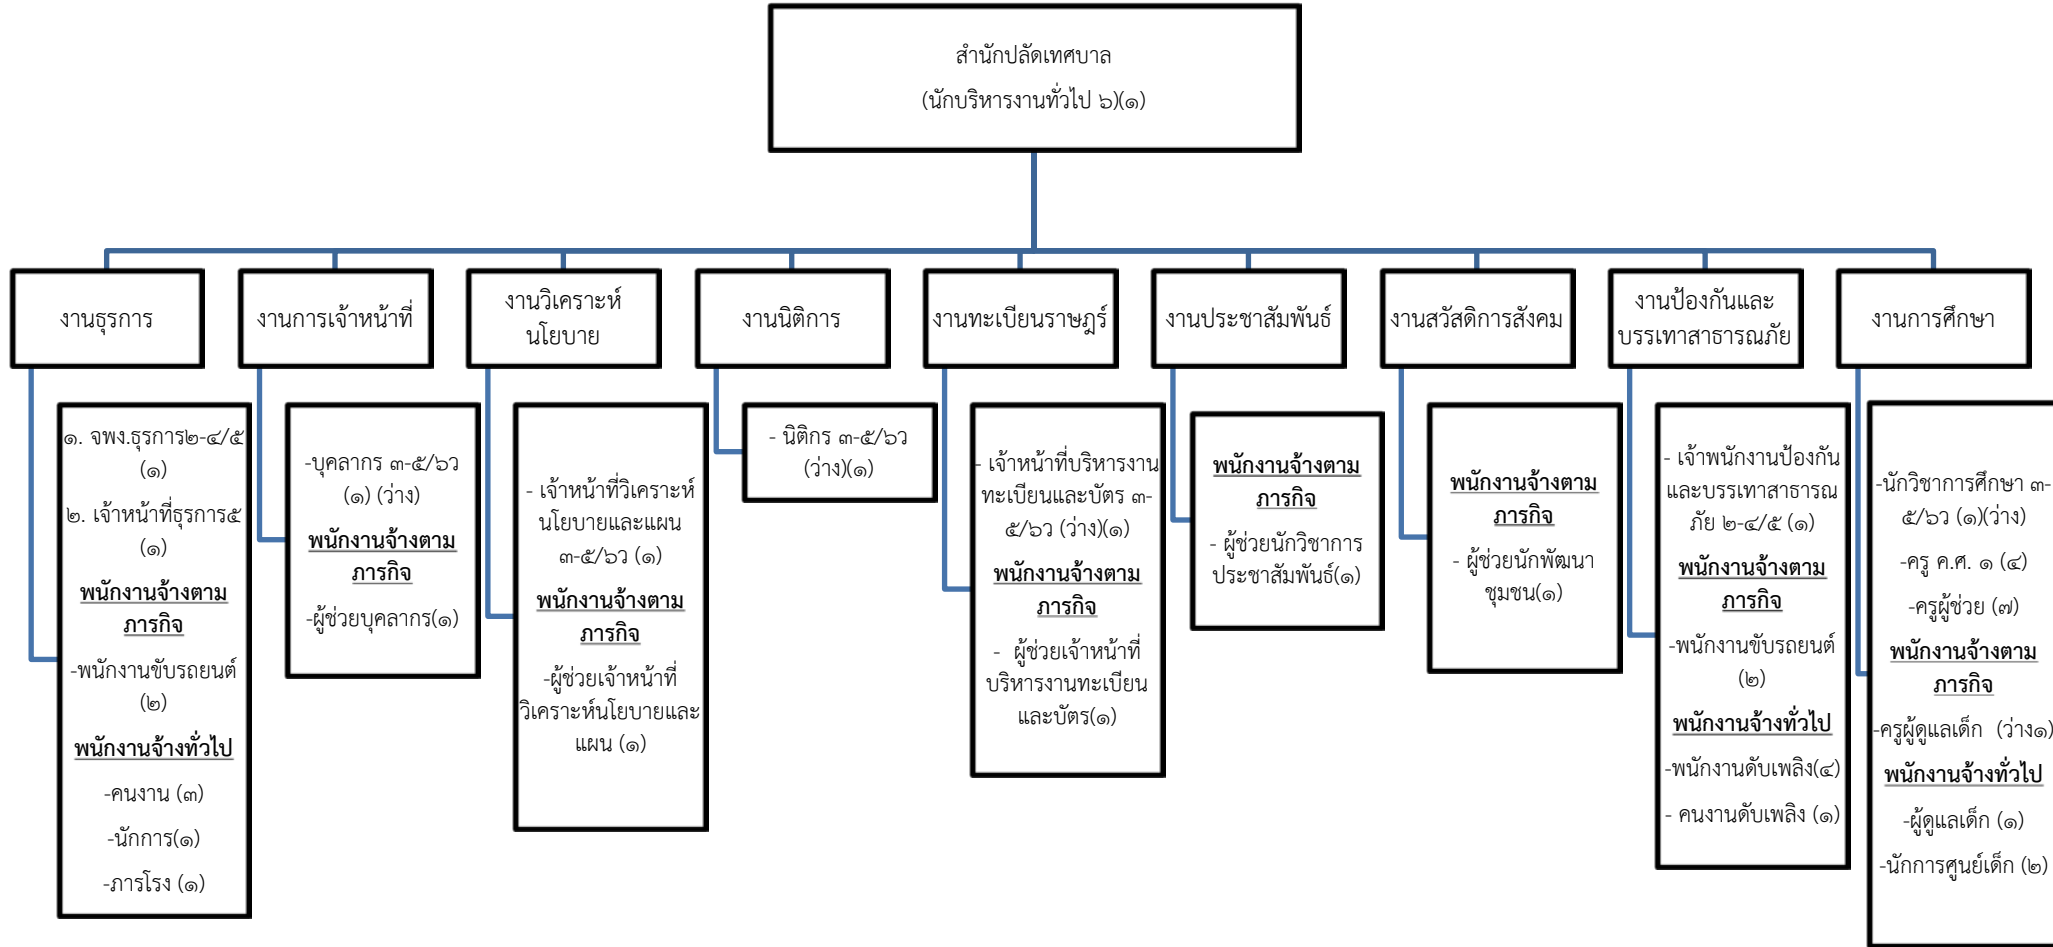 สำนักปลัดเทศบาล
(นักบริหารงานทั่วไป ๖)(๑)
งานธุรการ
๑. จพง.ธุรการ๒-๔/๕
(๑)
๒. เจ้าหน้าที่ธุรการ๕
(๑)
พนักงานจ้างตาม
ภารกิจ
-พนักงานขับรถยนต์
(๒)
พนักงานจ้างทั่วไป
-คนงาน (๓)
-นักการ(๑)
-ภารโรง (๑)
งานการเจ้าหน้าที่
-บุคลากร ๓-๕/๖ว
(๑) (ว่าง)
พนักงานจ้างตาม
ภารกิจ
-ผู้ช่วยบุคลากร(๑)
งานวิเคราะห์
นโยบาย
- เจ้าหน้าที่วิเคราะห์
นโยบายและแผน
๓-๕/๖ว (๑)
พนักงานจ้างตาม
ภารกิจ
-ผู้ช่วยเจ้าหน้าที่
วิเคราะห์นโยบายและ
แผน (๑)
งานนิติการ
- นิติกร ๓-๕/๖ว
(ว่าง)(๑)
งานทะเบียนราษฎร์
- เจ้าหน้าที่บริหารงาน
ทะเบียนและบัตร ๓-
๕/๖ว (ว่าง)(๑)
พนักงานจ้างตาม
ภารกิจ
- ผู้ช่วยเจ้าหน้าที่
บริหารงานทะเบียน
และบัตร(๑)
งานประชาสัมพันธ์
พนักงานจ้างตาม
ภารกิจ
- ผู้ช่วยนักวิชาการ
ประชาสัมพันธ์(๑)
งานสวัสดิการสังคม
พนักงานจ้างตาม
ภารกิจ
- ผู้ช่วยนักพัฒนา
ชุมชน(๑)
งานป้องกันและ
บรรเทาสาธารณภัย
- เจ้าพนักงานป้องกัน
และบรรเทาสาธารณ
ภัย ๒-๔/๕ (๑)
พนักงานจ้างตาม
ภารกิจ
-พนักงานขับรถยนต์
(๒)
พนักงานจ้างทั่วไป
-พนักงานดับเพลิง(๔)
- คนงานดับเพลิง (๑)
งานการศึกษา
-นักวิชาการศึกษา ๓-
๕/๖ว (๑)(ว่าง)
-ครู ค.ศ. ๑ (๔)
-ครูผู้ช่วย (๗)
พนักงานจ้างตาม
ภารกิจ
-ครูผู้ดูแลเด็ก (ว่าง๑)
พนักงานจ้างทั่วไป
-ผู้ดูแลเด็ก (๑)
-นักการศูนย์เด็ก (๒)